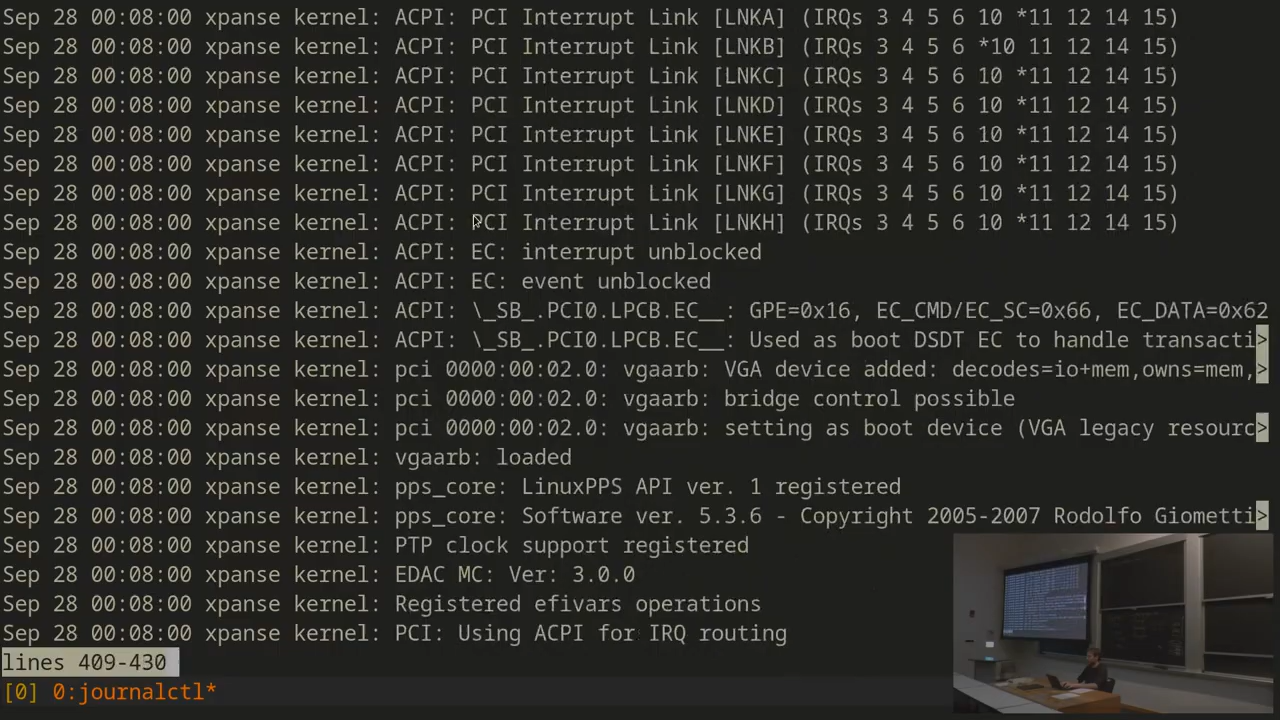 Sep 28 00:08:00 xpanse kernel: ACPI: PCI Interrupt Link [LNKA] (IRQs 3 4 5 6 10 *11 12 14 15)
Sep 28 00:08:00 xpanse kernel: ACPI: PCI Interrupt Link [LNKB] (IRQs 3 4 5 6 *10 11 12 14 15)
Sep 28 00:08:00 xpanse kernel: ACPI: PCI Interrupt Link [LNKC] (IRQs 3 4 5 6 10 *11 12 14 15)
Sep 28 00:08:00 xpanse kernel: ACPI: PCI Interrupt Link [LNKD] (IRQs 3 4 5 6 10 *11 12 14 15)
Sep 28 00:08:00 xpanse kernel: ACPI: PCI Interrupt Link [LNKE] (IRQs 3 4 5 6 10 *11 12 14 15)
Sep 28 00:08:00 xpanse kernel: ACPI: PCI Interrupt Link [LNKF] (IRQs 3 4 5 6 10 *11 12 14 15)
Sep 28 00:08:00 xpanse kernel: ACPI: PCI Interrupt Link [LNKG] (IRQs 3 4 5 6 10 *11 12 14 15)
Sep 28 00:08:00 xpanse kernel: ACPI: PCI Interrupt Link [LNKH] (IRQs 3 4 5 6 10 *11 12 14 15)
Sep 28 00:08:00 xpanse kernel: ACPI: EC: interrupt unblocked
Sep 28 00:08:00 xpanse kernel: ACPI: EC: event unblocked
Sep 28 00:08:00 xpanse kernel: ACPI: \_SB_.PCI0.LPCB.EC__: GPE=0x16, EC_CMD/EC_SC=0x66, EC_DATA=0x62
Sep 28 00:08:00 xpanse kernel: ACPI: \_SB_.PCI0.LPCB.EC__: Used as boot DSDT EC to handle transacti>
Sep 28 00:08:00 xpanse kernel: pci 0000:00:02.0: vgaarb: VGA device added: decodes=io+mem,owns=mem,>
Sep 28 00:08:00 xpanse kernel: pci 0000:00:02.0: vgaarb: bridge control possible
Sep 28 00:08:00 xpanse kernel: pci 0000:00:02.0: vgaarb: setting as boot device (VGA legacy resourc>
Sep 28 00:08:00 xpanse kernel: vgaarb: loaded
Sep 28 00:08:00 xpanse kernel: pps_core: LinuxPPS API ver. 1 registered
Sep 28 00:08:00 xpanse kernel: pps_core: Software ver. 5.3.6 - Copyright 2005-2007 Rodolfo Giometti>
Sep 28 00:08:00 xpanse kernel: PTP clock support registered
Sep 28 00:08:00 xpanse kernel: EDAC MC: Ver: 3.0.0
Sep 28 00:08:00 xpanse kernel: Registered efivars operations
Sep 28 00:08:00 xpanse kernel: PCI: Using ACPI for IRQ routing
lines 409-430
[0] 0:journalctl*